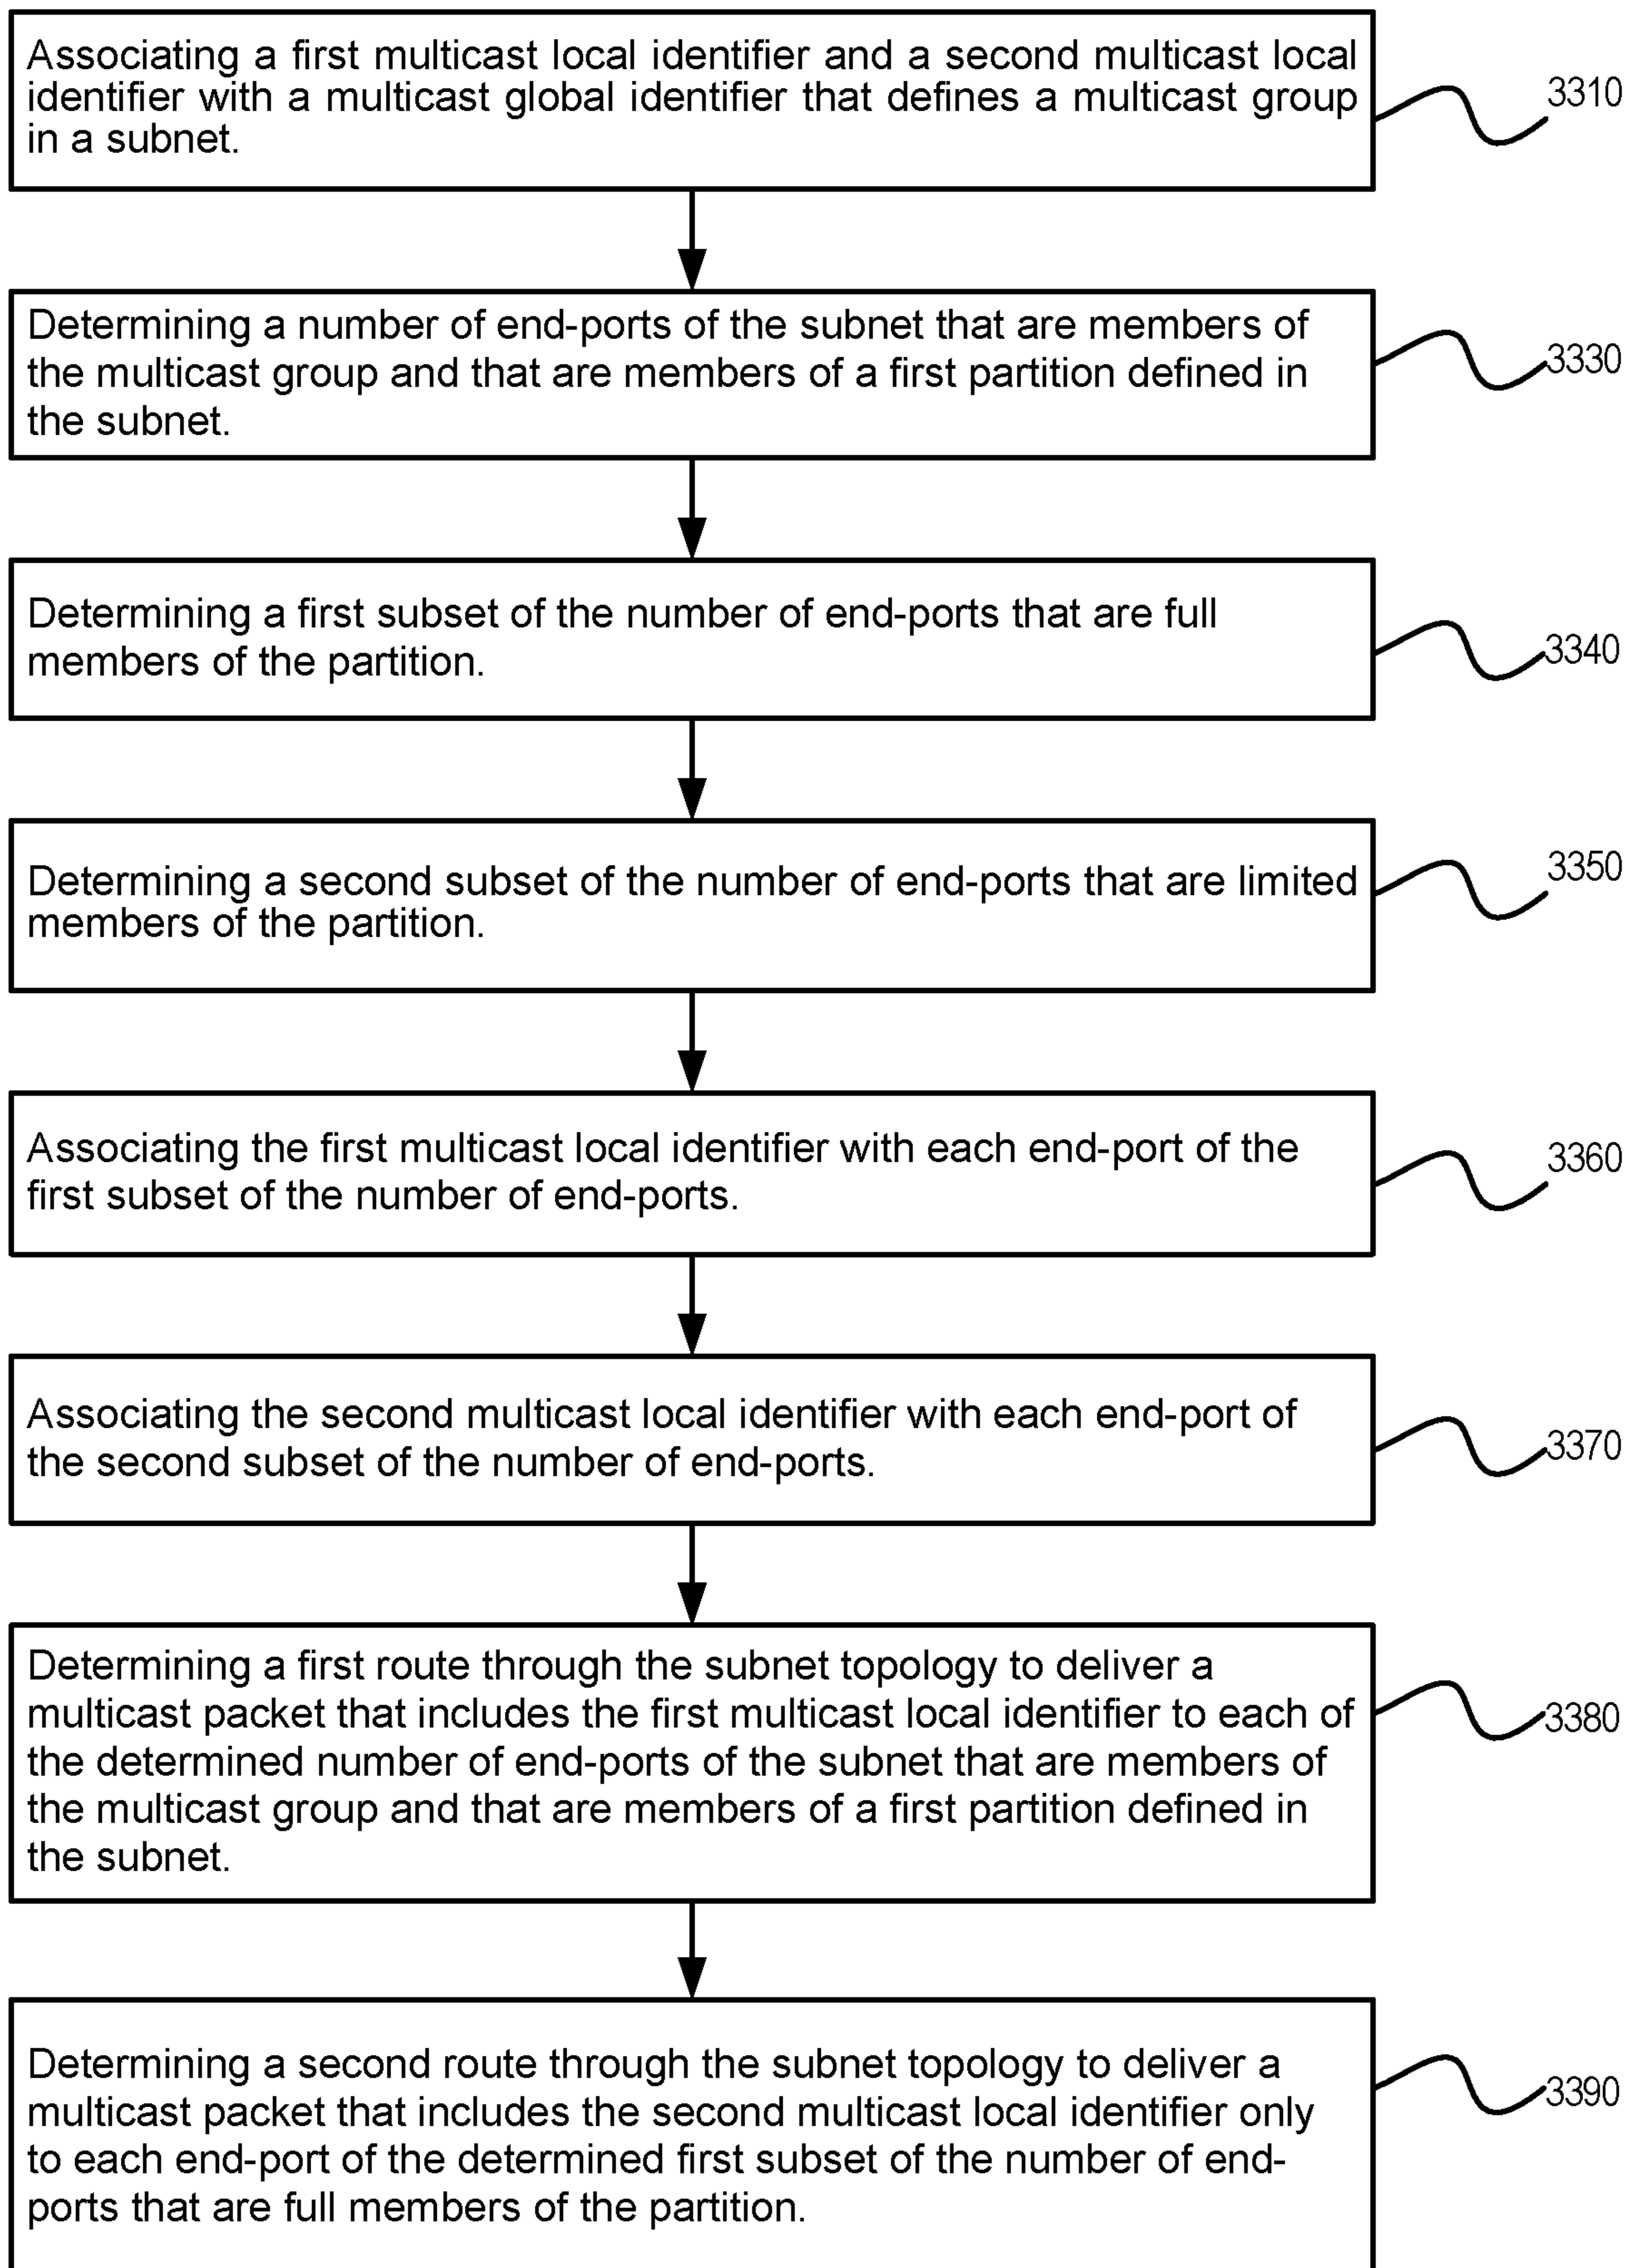 Associating a first multicast local identifier and a second multicast local
identifier with a multicast global identifier that defines a multicast group
in a subnet.
3310
Determining a number of end-ports of the subnet that are members of
the multicast group and that are members of a first partition defined in
the subnet.
3330
Determining a first subset of the number of end-ports that are full
members of the partition.
3340
Determining a second subset of the number of end-ports that are limited
members of the partition.
3350
Associating the first multicast local identifier with each end-port of the
first subset of the number of end-ports.
3360
Associating the second multicast local identifier with each end-port of
the second subset of the number of end-ports.
3370
Determining a first route through the subnet topology to deliver a
multicast packet that includes the first multicast local identifier to each of
the determined number of end-ports of the subnet that are members of
the multicast group and that are members of a first partition defined in
the subnet.
3380
Determining a second route through the subnet topology to deliver a
multicast packet that includes the second multicast local identifier only
to each end-port of the determined first subset of the number of end-
ports that are full members of the partition.
3390